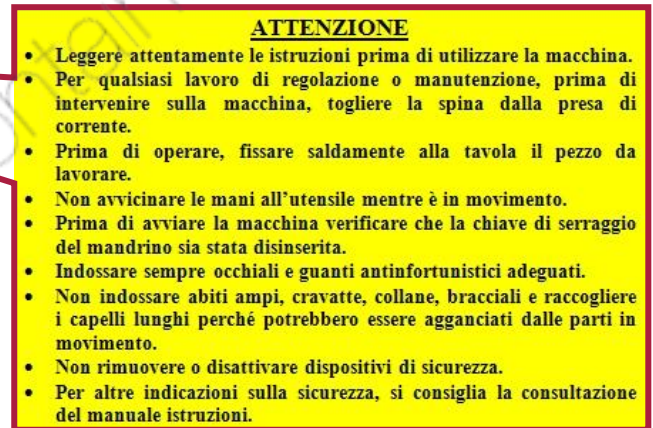 ATTENZIONE
• Leggere attentamente le istruzioni prima di utilizzare la macchina.
• Per qualsiasi lavoro di regolazione o manutenzione, prima di
intervenire sulla macchina, togliere la spina dalla presa di
corrente.
• Prima di operare, fissare saldamente alla tavola il pezzo da
lavorare.
• Non avvicinare le mani all'utensile mentre è in movimento.
• Prima di avviare la macchina verificare che la chiave di serraggio
del mandrino sia stata disinserita.
• Indossare sempre occhiali e guanti antinfortunistici adeguati.
• Non indossare abiti ampi, cravatte, collane, bracciali e raccogliere
i capelli lunghi perché potrebbero essere agganciati dalle parti in
movimento.
• Non rimuovere o disattivare dispositivi di sicurezza.
• Per altre indicazioni sulla sicurezza, si consiglia la consultazione
del manuale istruzioni.